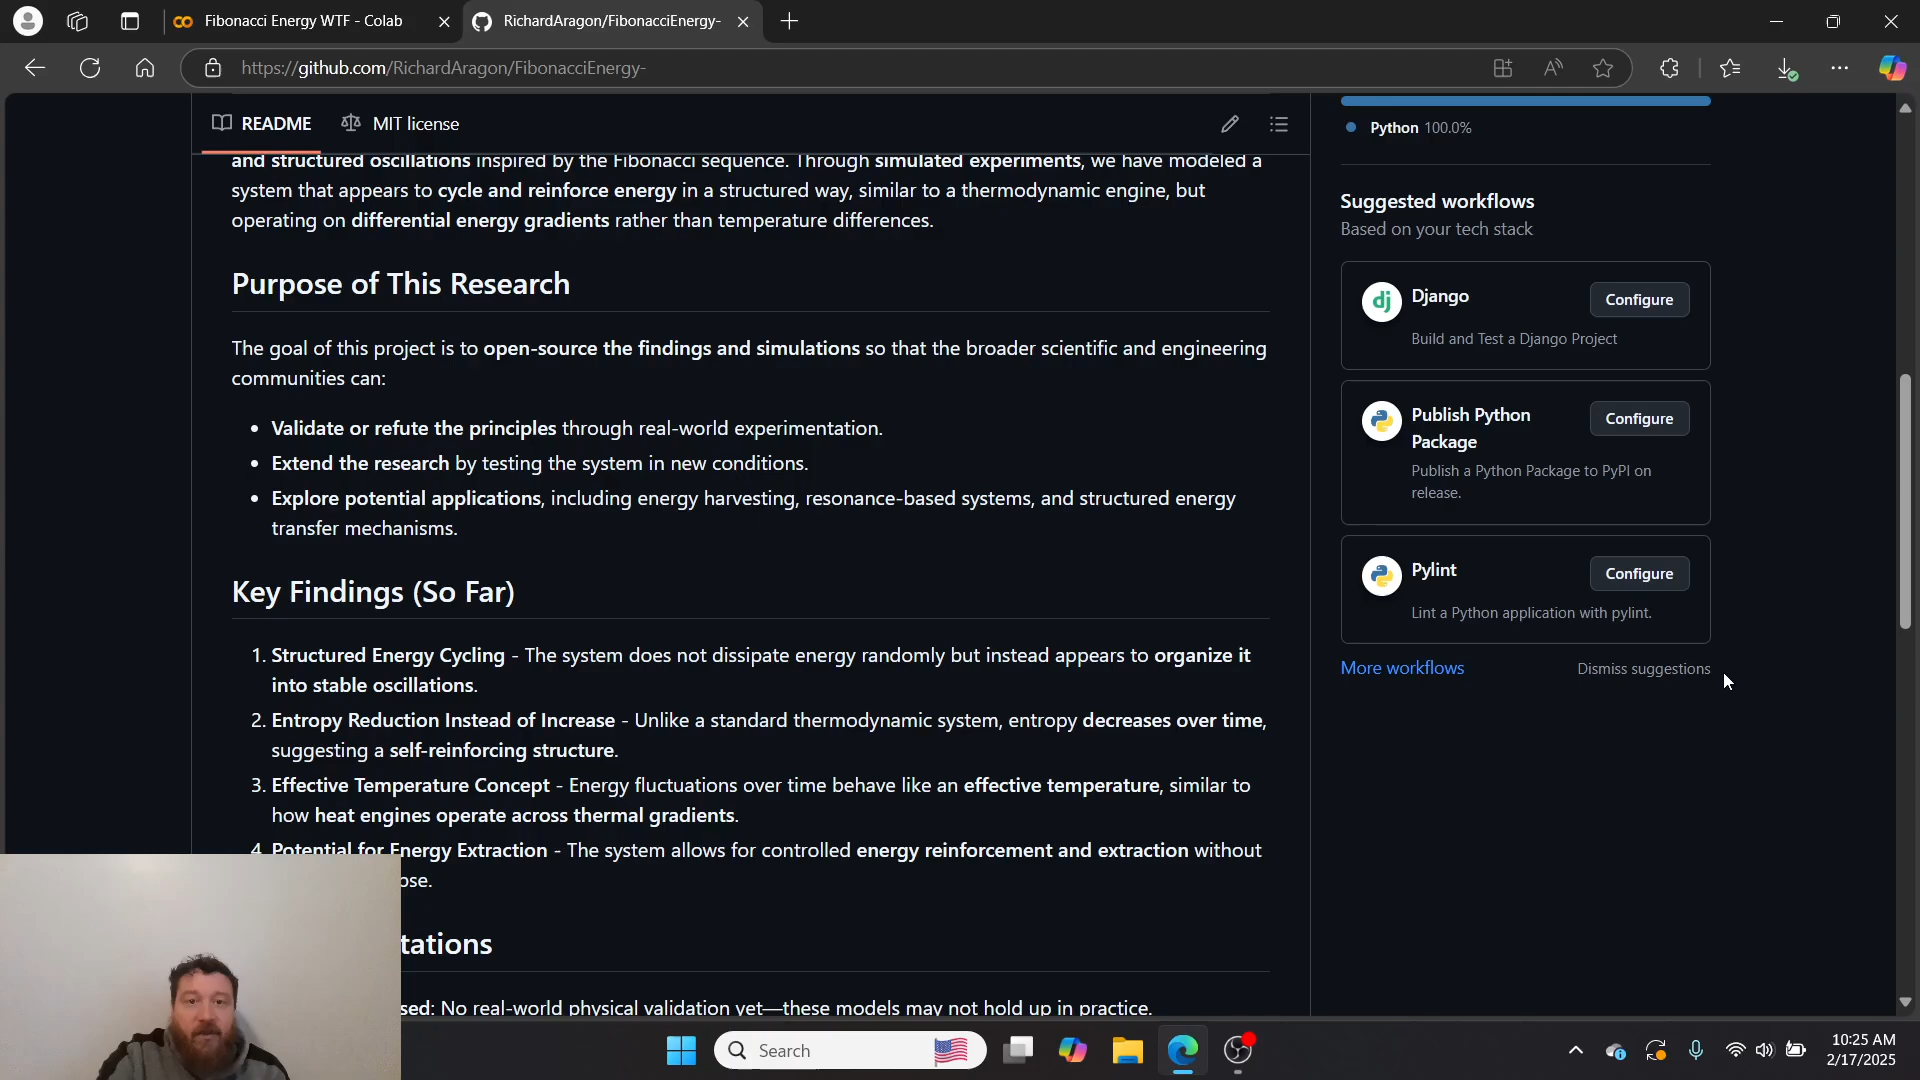 Fibonacci Energy WTF - Colab
RichardAragon/FibonacciEnergy-
https://github.com/RichardAragon/FibonacciEnergy-
README
MIT license
and structured oscillations inspired by the Fibonacci sequence. Through simulated experiments, we have modeled a
system that appears to cycle and reinforce energy in a structured way, similar to a thermodynamic engine, but
operating on differential energy gradients rather than temperature differences.
Purpose of This Research
The goal of this project is to open-source the findings and simulations so that the broader scientific and engineering
communities can:
• Validate or refute the principles through real-world experimentation.
• Extend the research by testing the system in new conditions.
• Explore potential applications, including energy harvesting, resonance-based systems, and structured energy
transfer mechanisms.
Key Findings (So Far)
1. Structured Energy Cycling - The system does not dissipate energy randomly but instead appears to organize it
into stable oscillations.
2. Entropy Reduction Instead of Increase - Unlike a standard thermodynamic system, entropy decreases over time,
suggesting a self-reinforcing structure.
3. Effective Temperature Concept - Energy fluctuations over time behave like an effective temperature, similar to
how heat engines operate across thermal gradients.
4. Potential for Energy Extraction - The system allows for controlled energy reinforcement and extraction without
pse.
tations
sed: No real-world physical validation yet—these models may not hold up in practice.
Python 100.0%
Suggested workflows
Based on your tech stack
dj
Django
Configure
Build and Test a Django Project
Publish Python
Package
Configure
Publish a Python Package to PyPI on
release.
Pylint
Configure
Lint a Python application with pylint.
More workflows
Dismiss suggestions
Search
10:25 AM
2/17/2025